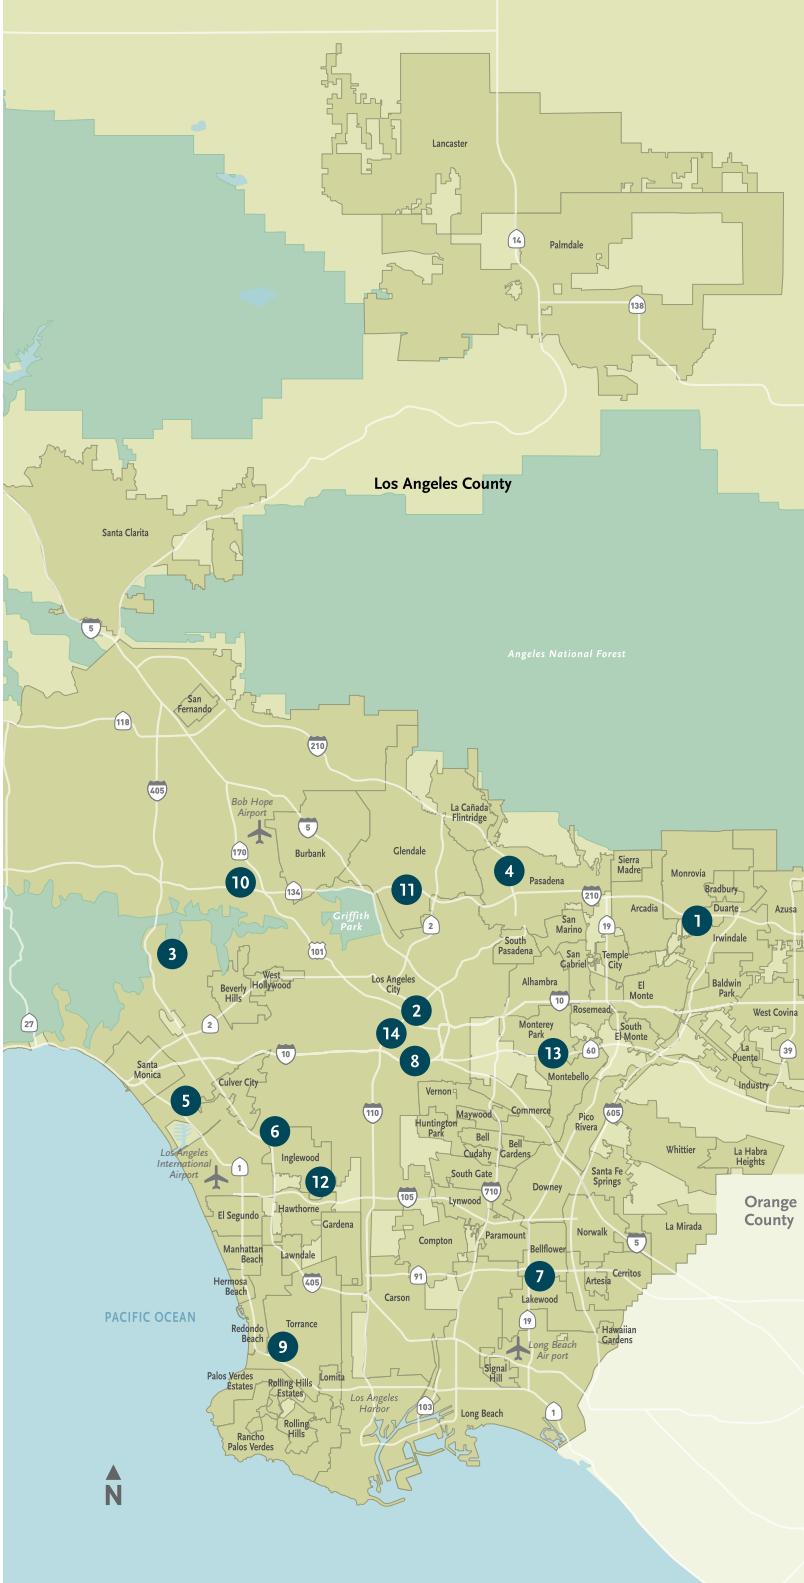 Lancaster
14
Palmdale
138
Los Angeles County
Santa Clarita
5
Angeles National Forest
San
Fernando
118
210
405
Bob Hope
Airport
La Cañada
Flintridge
5
170
Burbank
Glendale
Sierra
Madre
Monrovia
4
Pasadena
10
134
11
210
Bradbury
Duarte
Azusa
Arcadia
1
Griffith
Park
2
San
Marino
19
Irwindale
3
101
South
Pasadena
San
Gabriel
Temple
City
West
Hollywood
Beverly
Hills
Los Angeles
City
Alhambra
El
Monte
Baldwin
Park
10
Rosemead
West Covina
2
27
2
14
Monterey
Park
South
El Monte
13
60
La
Puente
39
10
8
Santa
Monica
Culver City
Montebello
Industry
5
Vernon
110
Maywood
Commerce
605
Huntington
Park
Pico
Rivera
6
Bell
Bell
Gardens
Cudahy
Whittier
La Habra
Heights
Los Angeles
International
Airport
Inglewood
1
12
South Gate
Santa Fe
Springs
105
710
Lynwood
Downey
Orange
County
El Segundo
Hawthorne
Gardena
Compton
Paramount
Norwalk
La Mirada
5
Manhattan
Beach
Lawndale
Bellflower
405
91
7
Artesia
Cerritos
Hermosa
Beach
Carson
Lakewood
PACIFIC OCEAN
Redondo
Beach
Torrance
19
Hawaiian
Gardens
9
Long Beach
Air port
Signal
Hill
Palos Verdes
Estates
Rolling Hills
Estates
Lomita
Los Angeles
Harbor
103
Long Beach
1
Rolling
Hills
Rancho
Palos Verdes
N